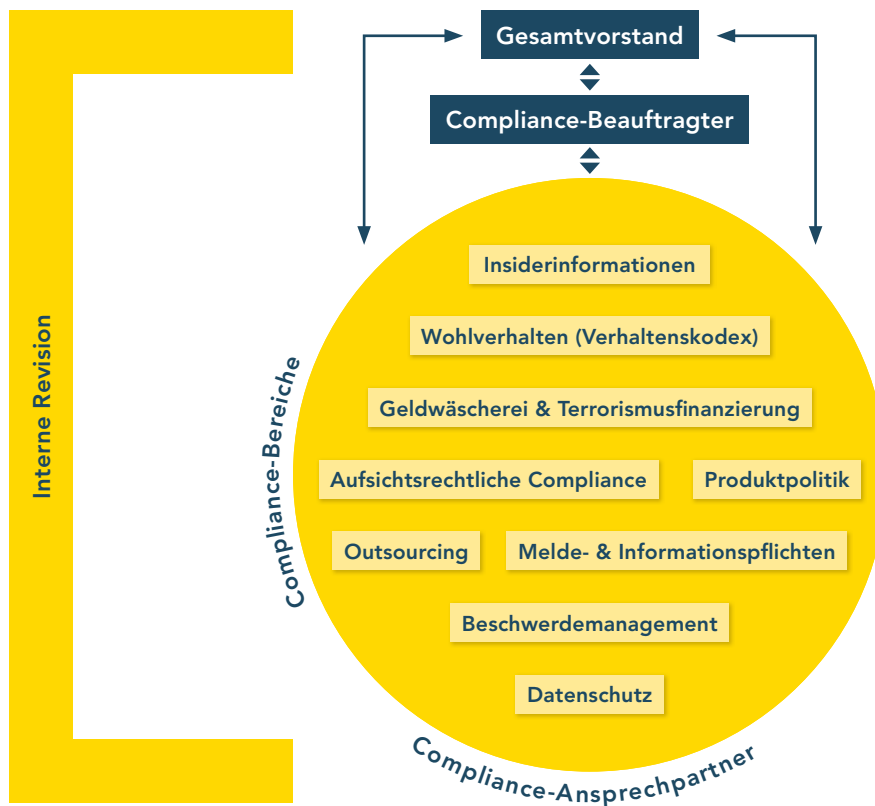 Gesamtvorstand
Compliance-Beauftragter
Interne Revision
Compliance-Bereiche
Insiderinformationen
Wohlverhalten (Verhaltenskodex)
Geldwäscherei & Terrorismusfinanzierung
Aufsichtsrechtliche Compliance
Produktpolitik
Outsourcing
Melde- & Informationspflichten
Beschwerdemanagement
Datenschutz
Compliance-Ansprechpartner